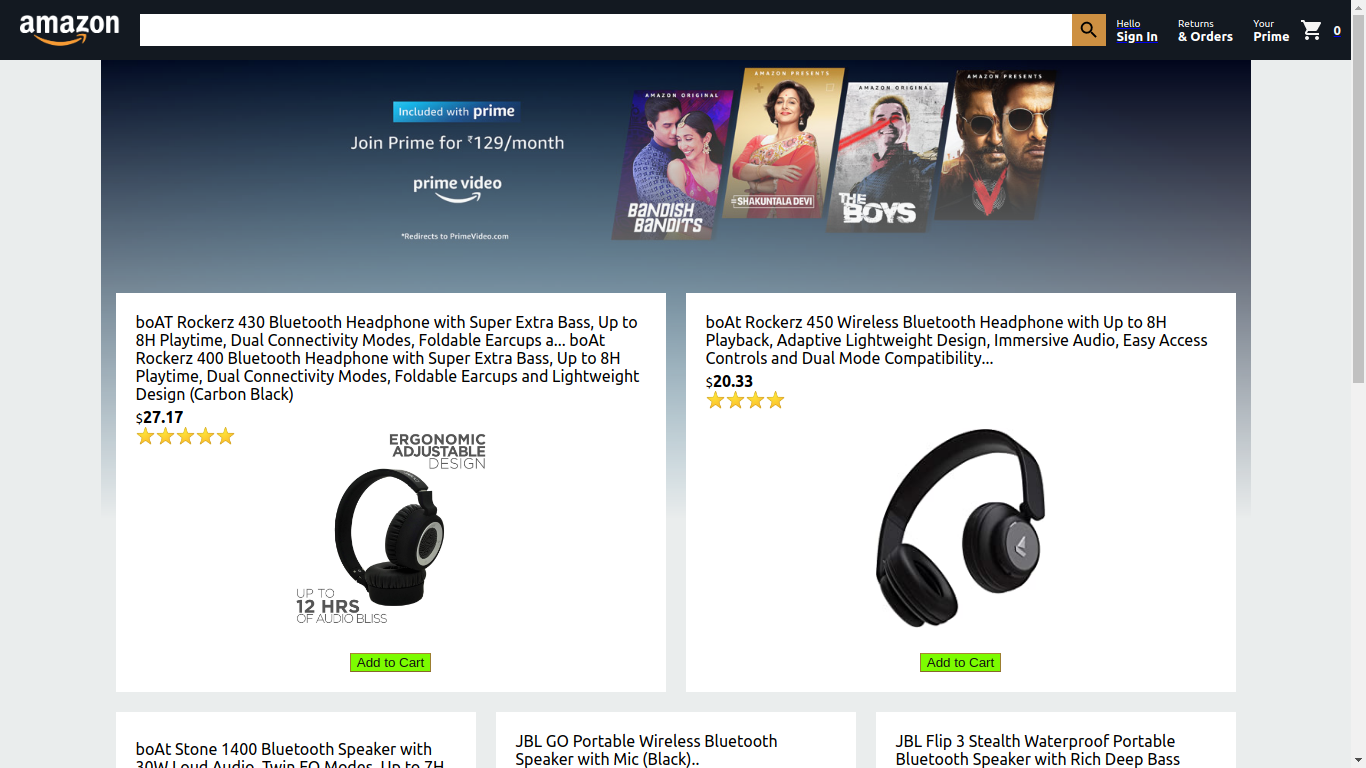 amazon
Hello
Sign In
Returns
& Orders
Your
Prime
0
Included with prime
Join Prime for ₹129/month
prime video
*Redirects to PrimeVideo.com
AMAZON ORIGINAL
BANDISH
BANDITS
AMAZON PRESENTS
SHAKUNTALA DEVI
AMAZON ORIGINAL
THE
BOYS
AMAZON PRESENTS
V
boAT Rockerz 430 Bluetooth Headphone with Super Extra Bass, Up to
8H Playtime, Dual Connectivity Modes, Foldable Earcups a... boAt
Rockerz 400 Bluetooth Headphone with Super Extra Bass, Up to 8H
Playtime, Dual Connectivity Modes, Foldable Earcups and Lightweight
Design (Carbon Black)
$27.17
ERGONOMIC
ADJUSTABLE
DESIGN
UP TO
12 HRS
OF AUDIO BLISS
Add to Cart
boAt Rockerz 450 Wireless Bluetooth Headphone with Up to 8H
Playback, Adaptive Lightweight Design, Immersive Audio, Easy Access
Controls and Dual Mode Compatibility...
$20.33
Add to Cart
boAt Stone 1400 Bluetooth Speaker with
30W Loud Audio, Twin EQ Modes, Up to 7H
JBL GO Portable Wireless Bluetooth
Speaker with Mic (Black)..
JBL Flip 3 Stealth Waterproof Portable
Bluetooth Speaker with Rich Deep Bass